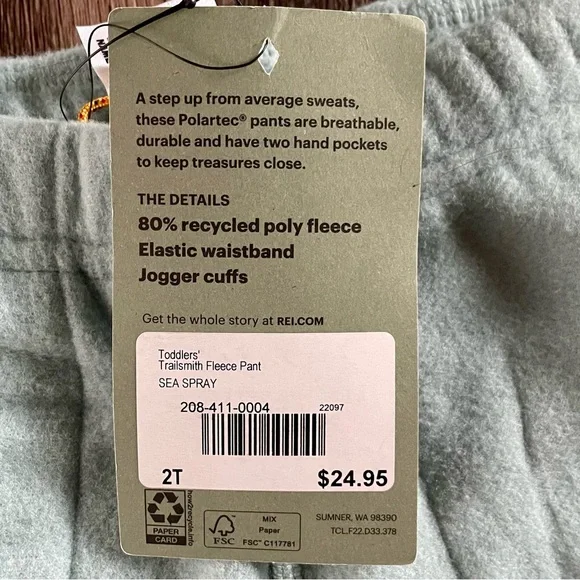 A step up from average sweats,
these Polartec® pants are breathable,
durable and have two hand pockets
to keep treasures close.
THE DETAILS
80% recycled poly fleece
Elastic waistband
Jogger cuffs
Get the whole story at REI.COM
Toddlers'
Trailsmith Fleece Pant
SEA SPRAY
208-411-0004
22097
2T
$24.95
how2recycle.info
PAPER
CARD
FSC
MIX
Paper
FSC™ C117781
SUMNER, WA 98390
TCL.F22.D33.378